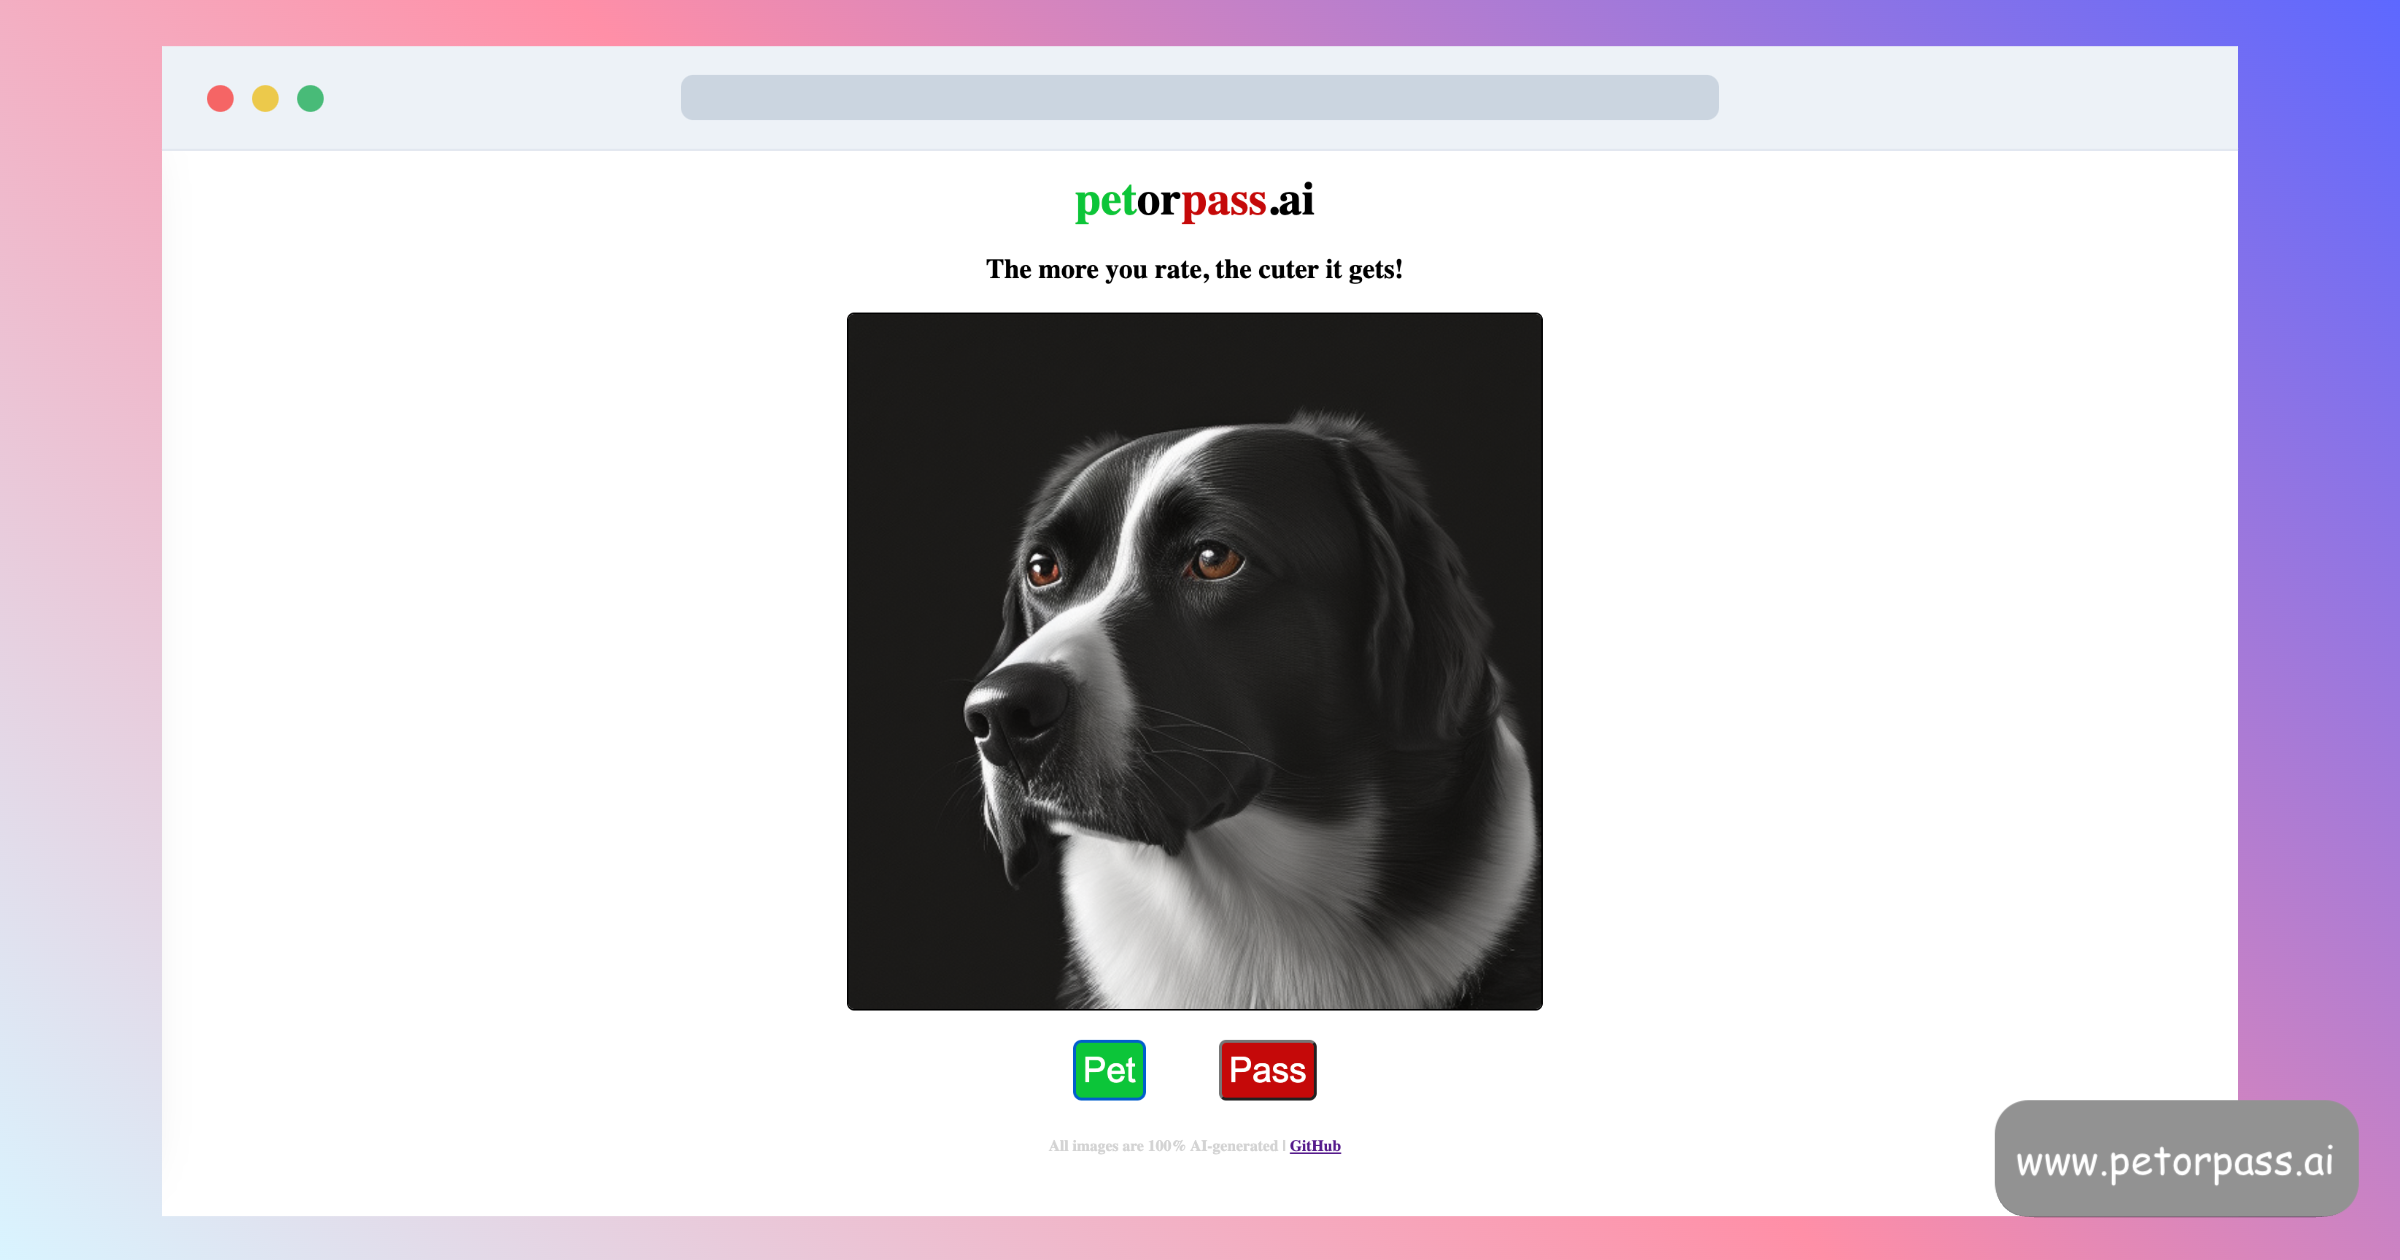 petorpass.ai
The more you rate, the cuter it gets!
Pet
Pass
All images are 100% AI-generated | GitHub
www.petorpass.ai